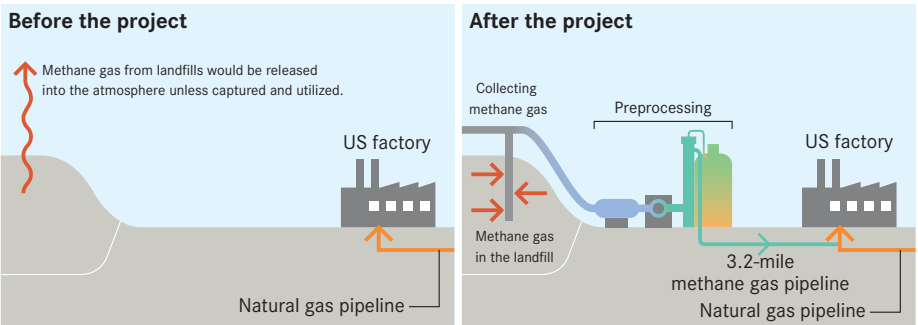 Before the project
Methane gas from landfills would be released
into the atmosphere unless captured and utilized.
US factory
Natural gas pipeline
After the project
Collecting
methane gas
Preprocessing
US factory
Methane gas
in the landfill
3.2-mile
methane gas pipeline
Natural gas pipeline